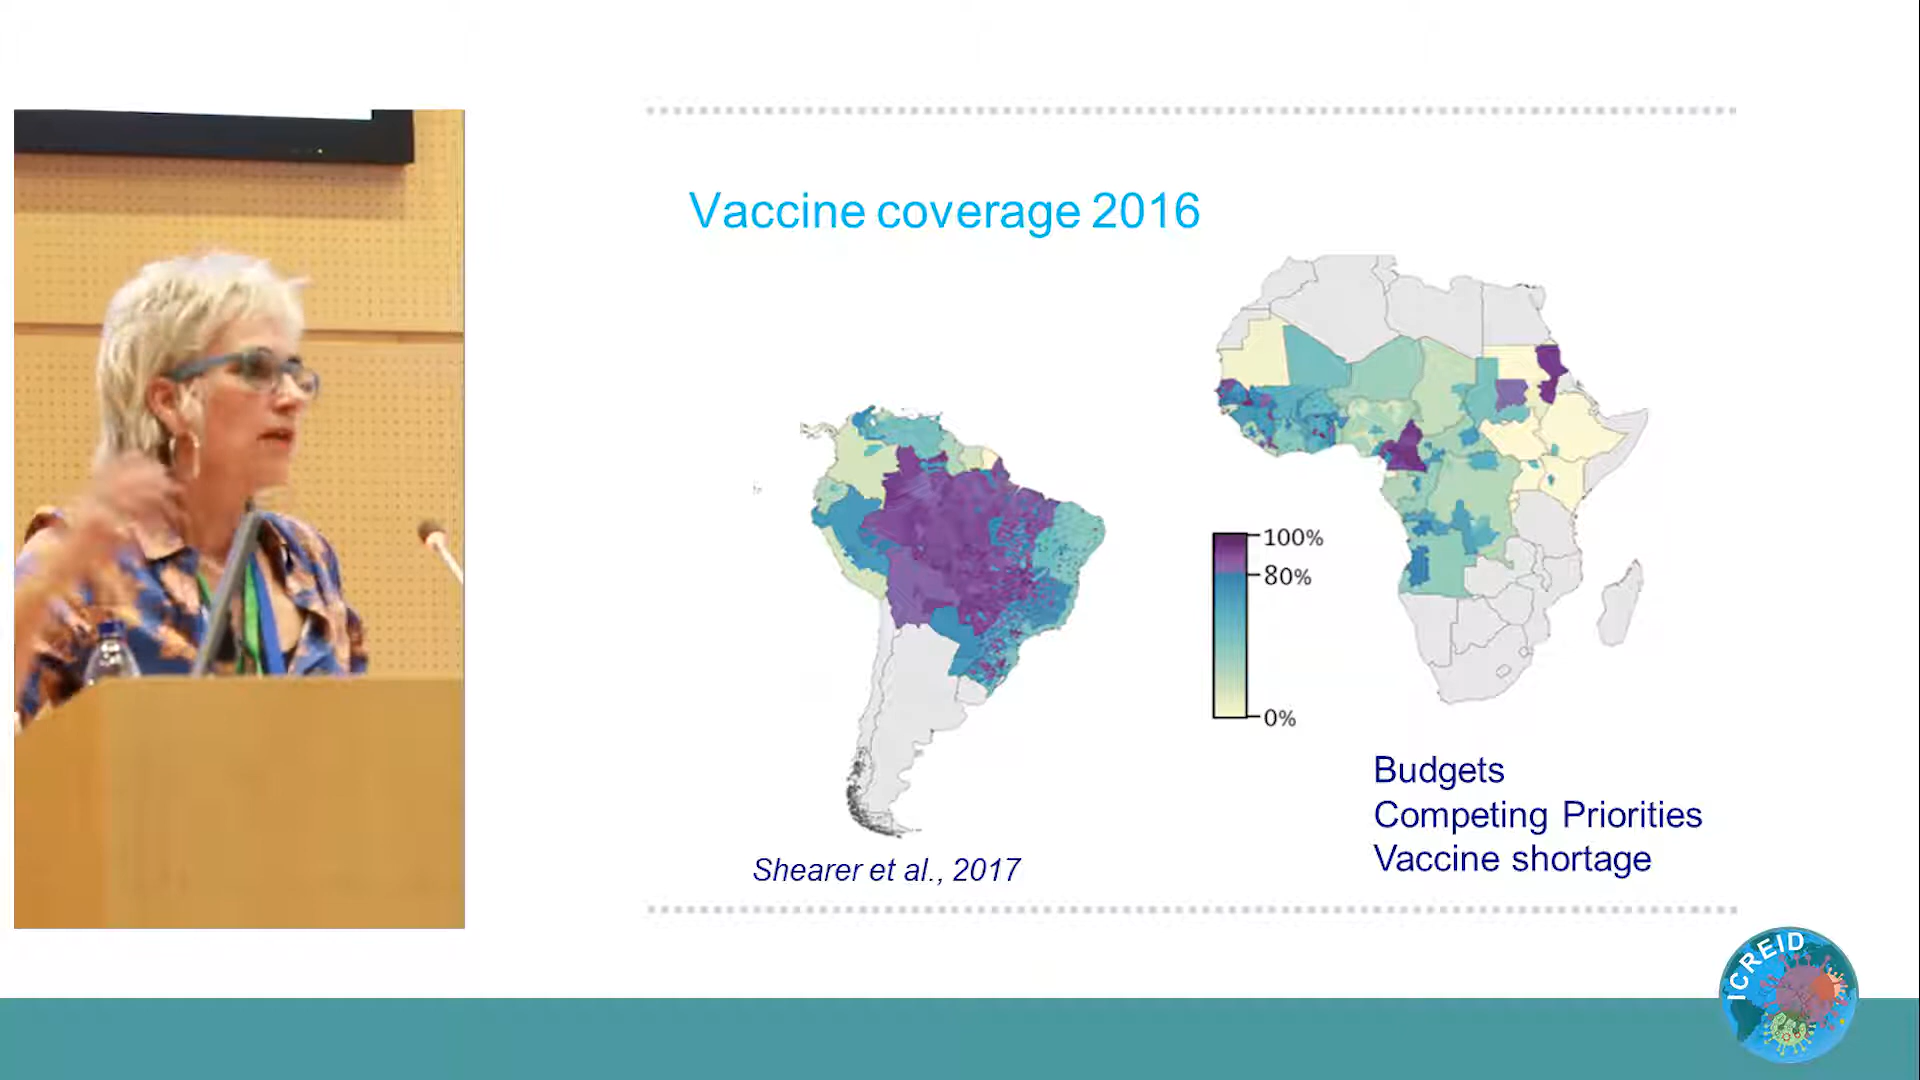 Vaccine coverage 2016
100%
80%
0%
Budgets
Competing Priorities
Vaccine shortage
Shearer et al., 2017
ICREID